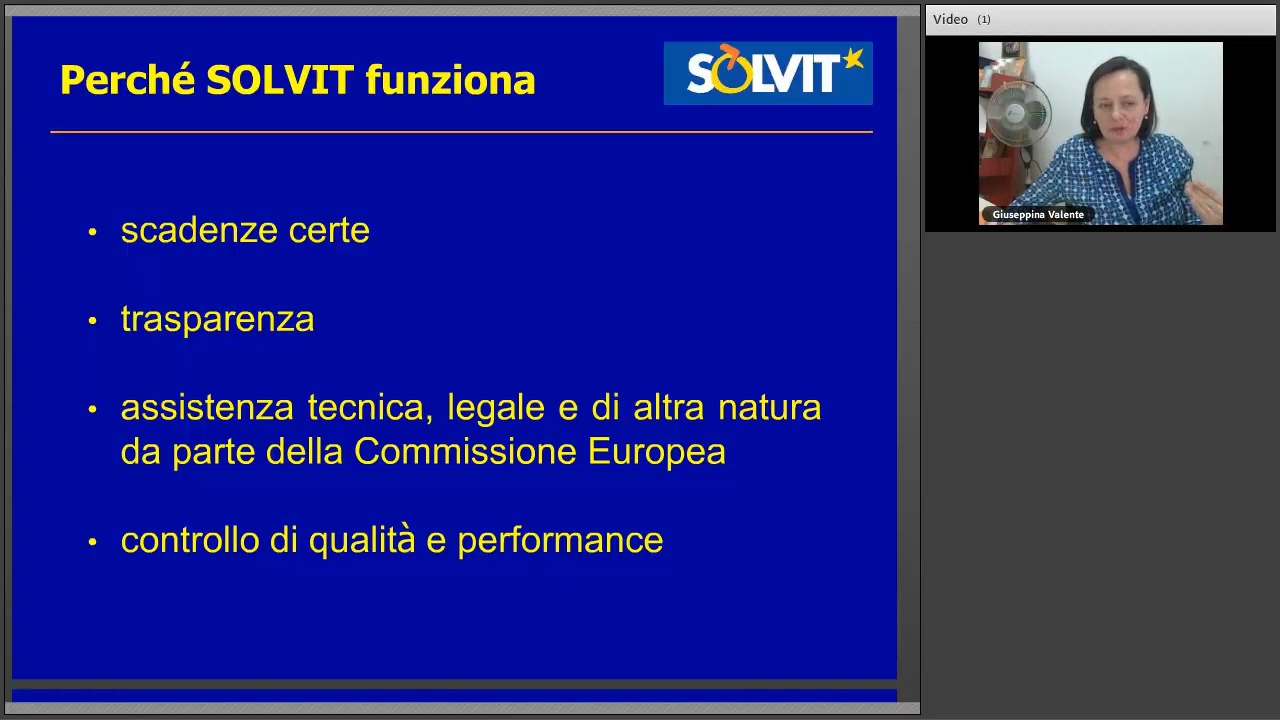 Perché SOLVIT funziona
SOLVIT
• scadenze certe
• trasparenza
• assistenza tecnica, legale e di altra natura
da parte della Commissione Europea
• controllo di qualità e performance
Video (1)
Giuseppina Valente